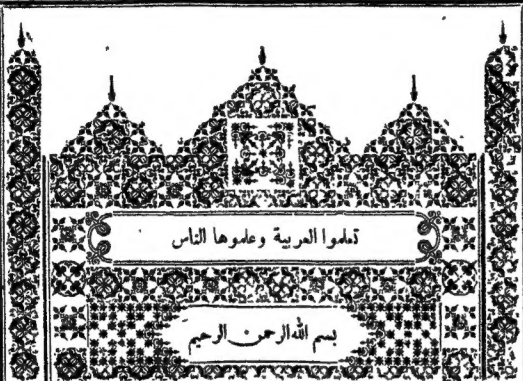 تعلموا العربية وعلموها الناس
بسم الله الرحمن الرحيم